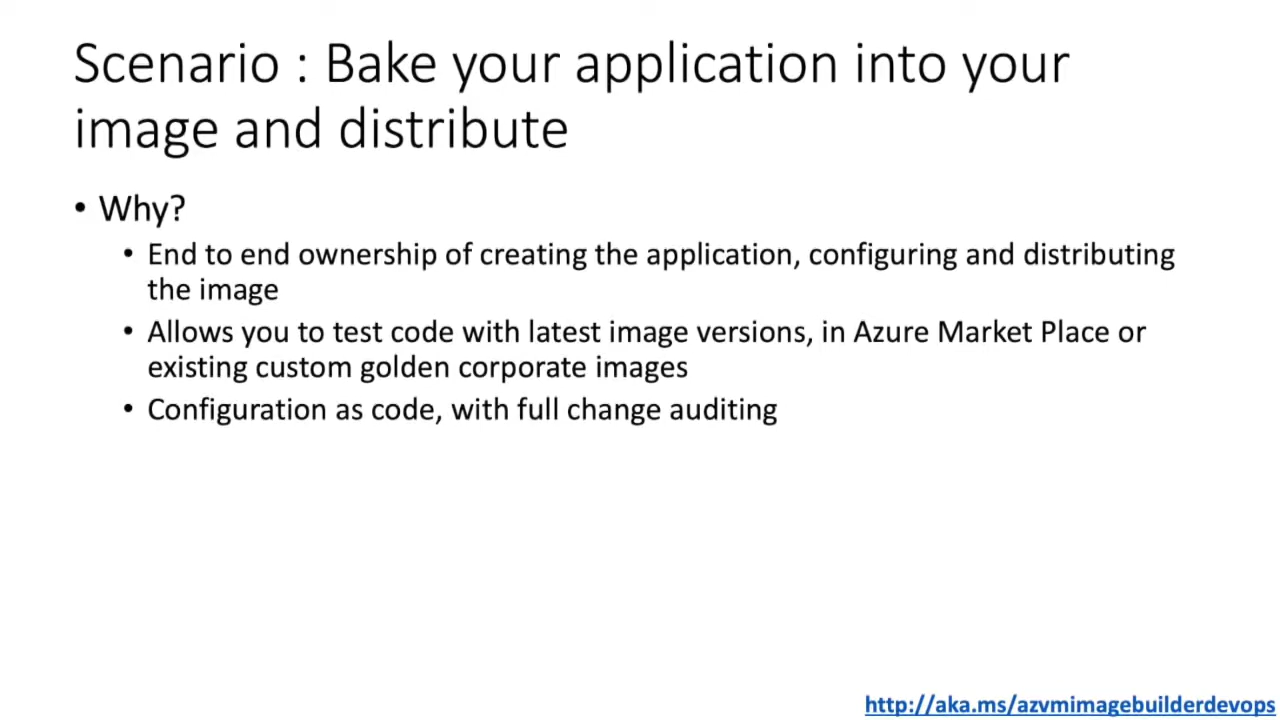 Scenario : Bake your application into your
image and distribute
• Why?
• End to end ownership of creating the application, configuring and distributing
the image
• Allows you to test code with latest image versions, in Azure Market Place or
existing custom golden corporate images
• Configuration as code, with full change auditing
http://aka.ms/azvmimagebuilderdevops